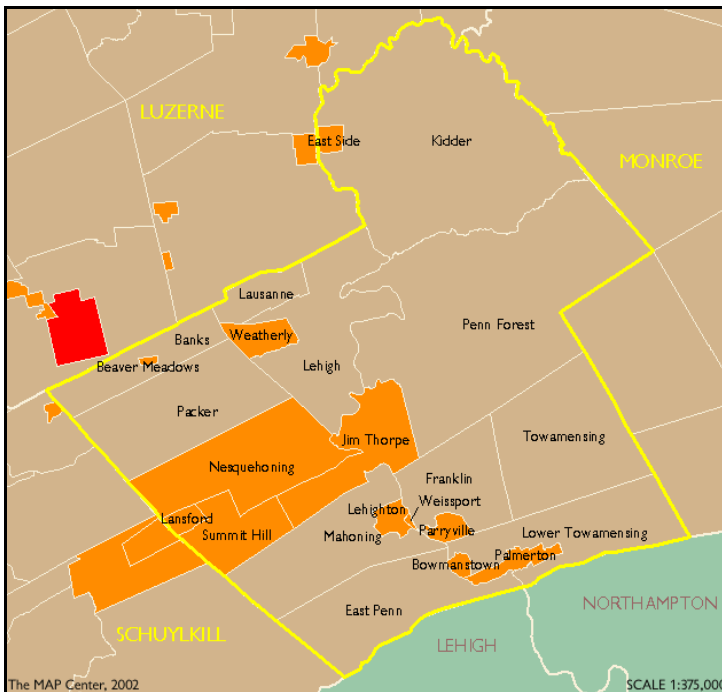 LUZERNE
East Side
Kidder
MONROE
Lausanne
Penn Forest
Banks
Weatherly
Beaver Meadows
Lehigh
Packer
Jim Thorpe
Towamensing
Nesquehoning
Franklin
Weissport
Lehighton
Lansford
Summit Hill
Mahoning
Parryville
Lower Towamensing
Palmerton
Bowmanstown
East Penn
NORTHAMPTON
SCHUYLKILL
LEHIGH
The MAP Center, 2002
SCALE 1:375,000